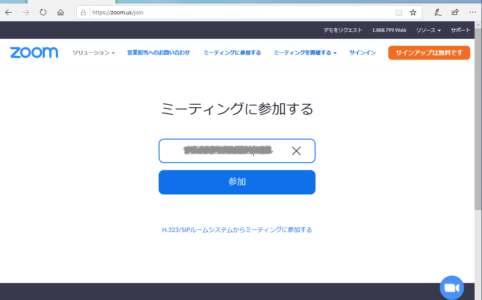 https://zoom.us/join
デモをリクエスト 1.888.799.9666 リソース サポート
zoom ソリューション 営業担当へのお問い合わせ ミーティングに参加する ミーティングを開催する サインイン サインアップは無料です
ミーティングに参加する
参加
H.323/SIPルームシステムからミーティングに参加する